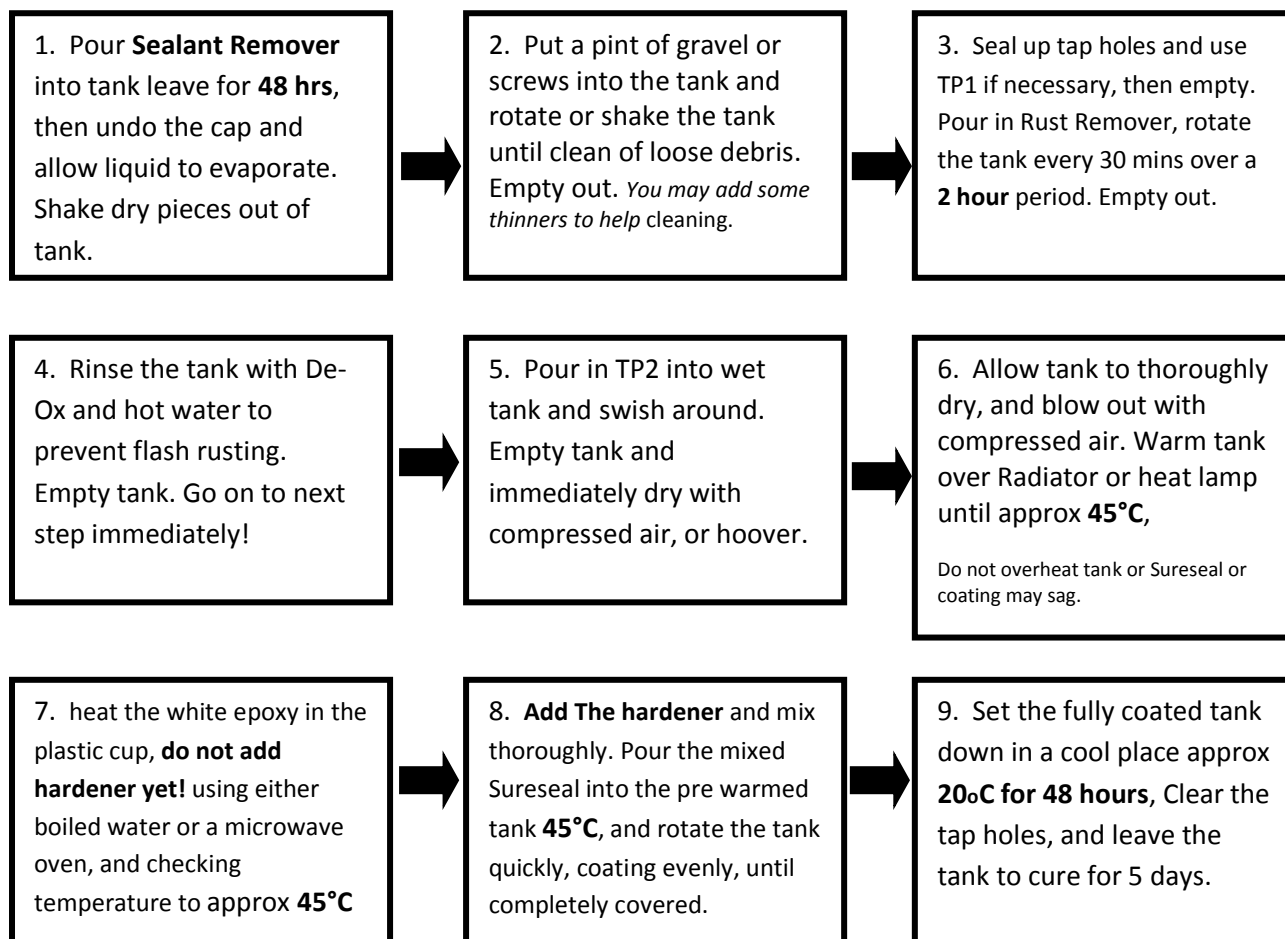 1. Pour Sealant Remover
into tank leave for 48 hrs,
then undo the cap and
allow liquid to evaporate.
Shake dry pieces out of
tank.
2. Put a pint of gravel or
screws into the tank and
rotate or shake the tank
until clean of loose debris.
Empty out. You may add some
thinners to help cleaning.
3. Seal up tap holes and use
TP1 if necessary, then empty.
Pour in Rust Remover, rotate
the tank every 30 mins over a
2 hour period. Empty out.
4. Rinse the tank with De-
Ox and hot water to
prevent flash rusting.
Empty tank. Go on to next
step immediately!
5. Pour in TP2 into wet
tank and swish around.
Empty tank and
immediately dry with
compressed air, or hoover.
6. Allow tank to thoroughly
dry, and blow out with
compressed air. Warm tank
over Radiator or heat lamp
until approx 45°C,
Do not overheat tank or Sureseal or
coating may sag.
7. heat the white epoxy in the
plastic cup, do not add
hardener yet! using either
boiled water or a microwave
oven, and checking
temperature to approx 45°C
8. Add The hardener and mix
thoroughly. Pour the mixed
Sureseal into the pre warmed
tank 45°C, and rotate the tank
quickly, coating evenly, until
completely covered.
9. Set the fully coated tank
down in a cool place approx
20oC for 48 hours, Clear the
tap holes, and leave the
tank to cure for 5 days.